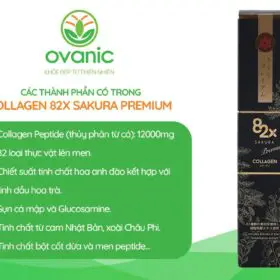 ovanic
KHỎE ĐẸP TỪ THIÊN NHIÊN
CÁC THÀNH PHẦN CÓ TRONG
OLLAGEN 82X SAKURA PREMIUM
Collagen Peptide (thủy phân từ cá): 12000mg
82 loại thực vật lên men.
Chiết suất tinh chất hoa anh đào kết hợp với
tinh dầu hoa trà.
Sụn cá mập và Glucosamine.
Tinh chất từ cam Nhật Bản, xoài Châu Phi.
Tinh chất bột cốt dừa và men peptide...
82x
Premium
COLLAGEN